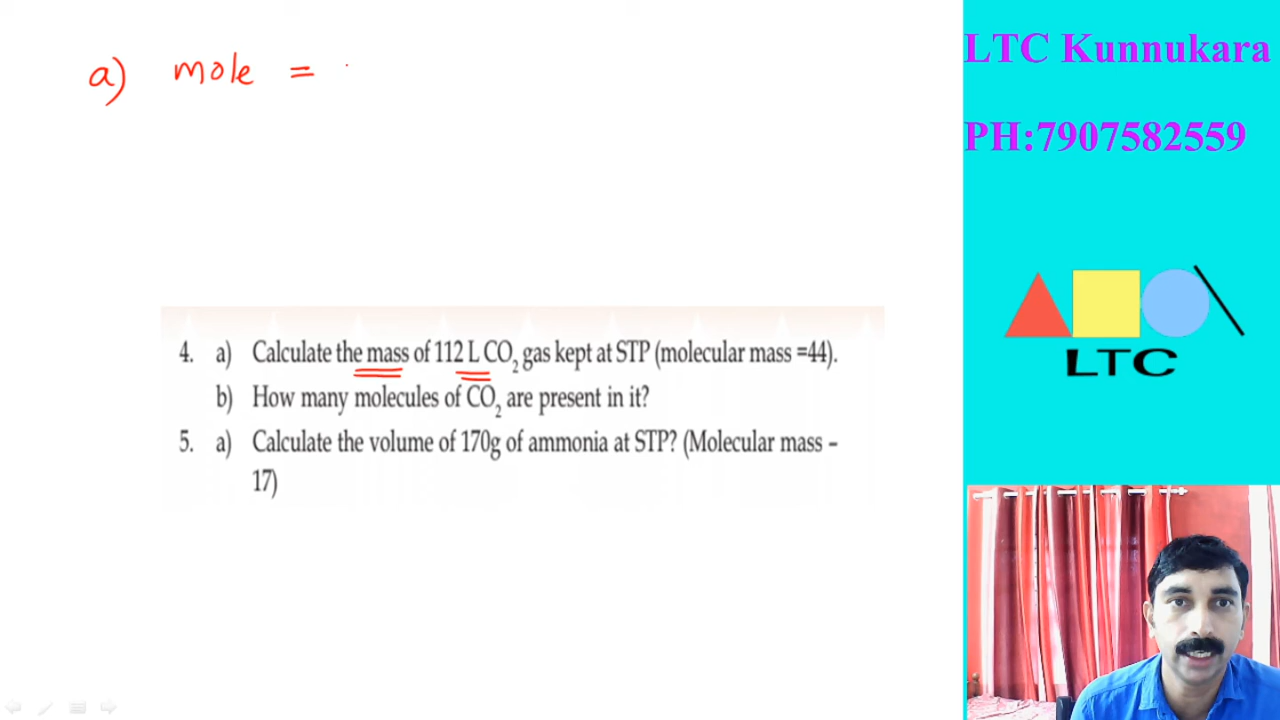 a) mole =
4. a) Calculate the mass of 112 L CO₂ gas kept at STP (molecular mass =44).
b) How many molecules of CO₂ are present in it?
5. a) Calculate the volume of 170g of ammonia at STP? (Molecular mass –
17)
LTC Kunnukara
PH:7907582559
LTC